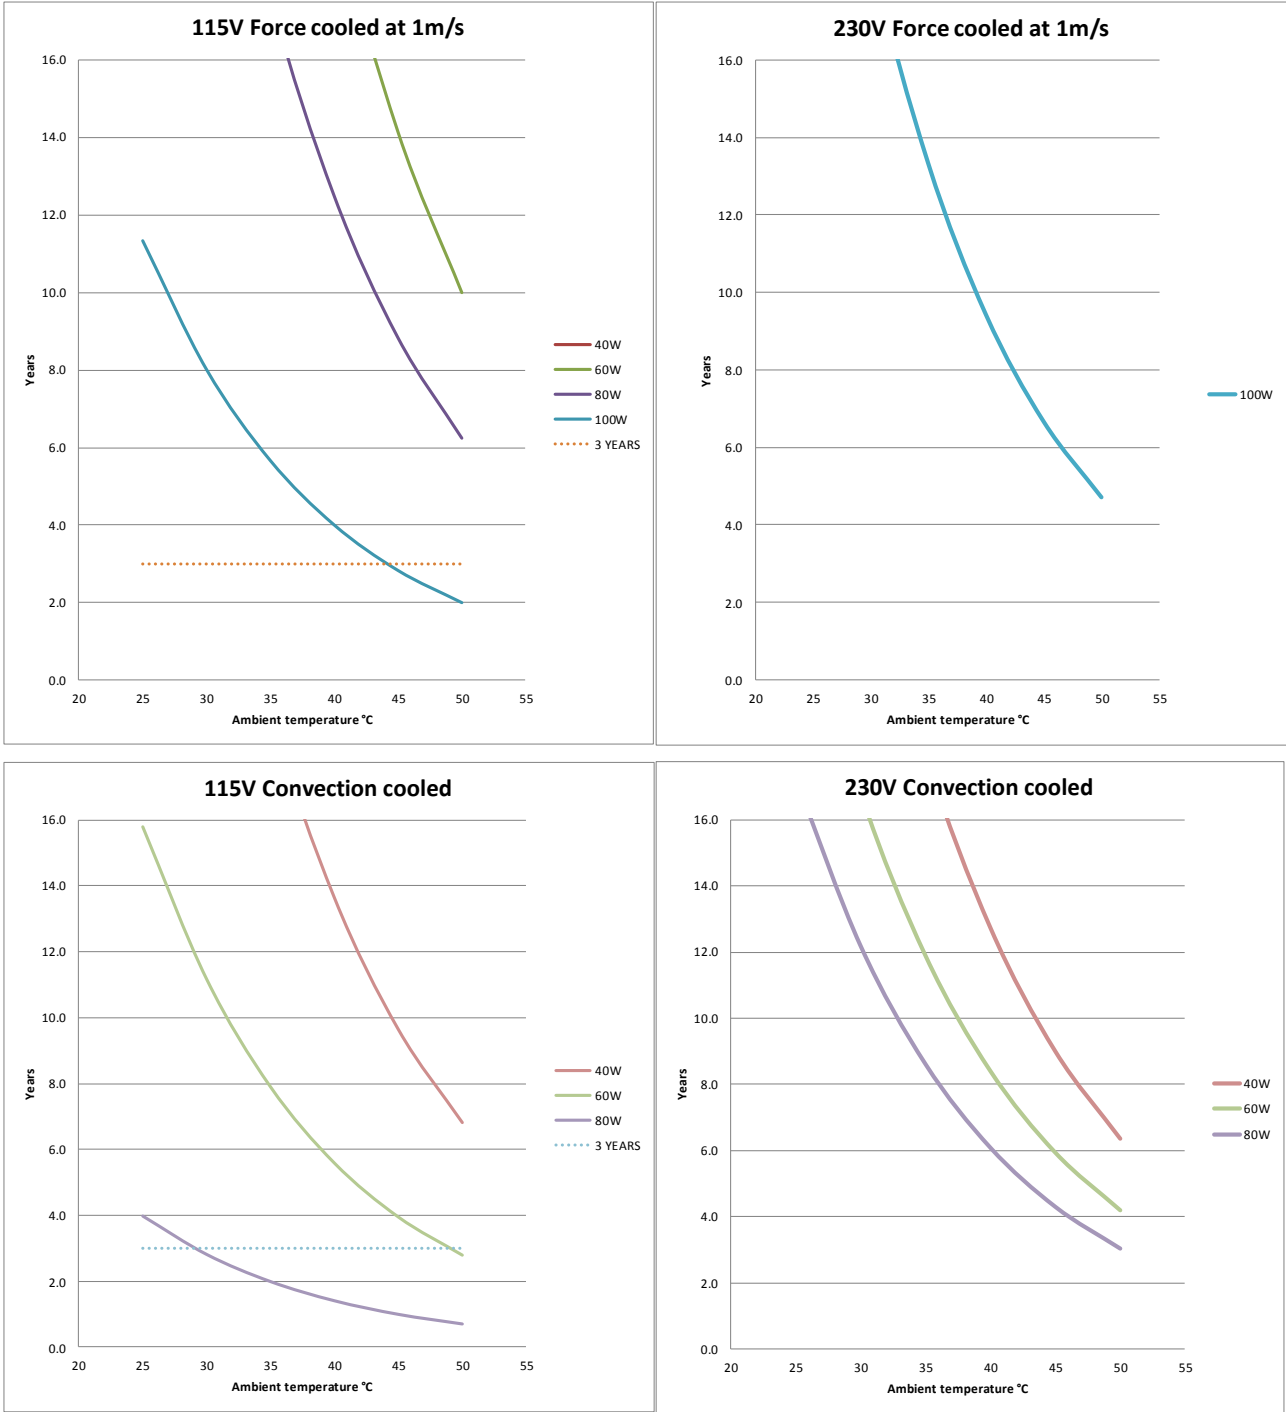 115V Force cooled at 1m/s
16.0
14.0
12.0
10.0
8.0
6.0
4.0
2.0
0.0
Years
20 25 30 35 40 45 50 55
Ambient temperature °C
40W
60W
80W
100W
3 YEARS
230V Force cooled at 1m/s
16.0
14.0
12.0
10.0
8.0
6.0
4.0
2.0
0.0
Years
20 25 30 35 40 45 50 55
Ambient temperature °C
100W
115V Convection cooled
16.0
14.0
12.0
10.0
8.0
6.0
4.0
2.0
0.0
Years
20 25 30 35 40 45 50 55
Ambient temperature °C
40W
60W
80W
3 YEARS
230V Convection cooled
16.0
14.0
12.0
10.0
8.0
6.0
4.0
2.0
0.0
Years
20 25 30 35 40 45 50 55
Ambient temperature °C
40W
60W
80W